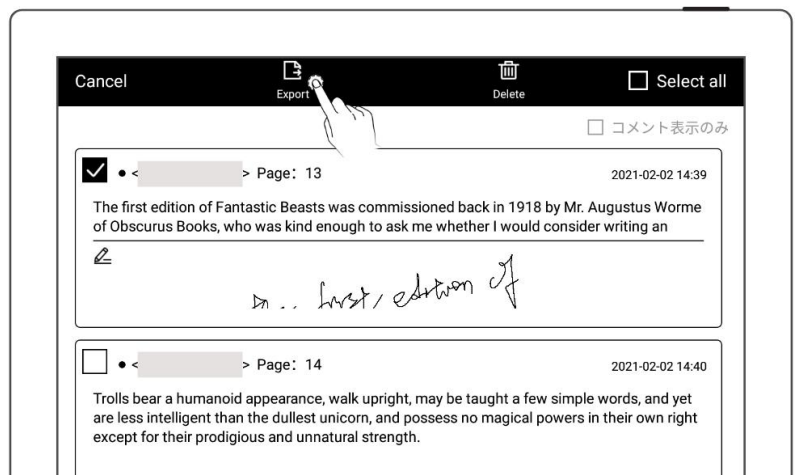 Cancel
Export
Delete
Select all
コメント表示のみ
• < > Page: 13
2021-02-02 14:39
The first edition of Fantastic Beasts was commissioned back in 1918 by Mr. Augustus Worme
of Obscurus Books, who was kind enough to ask me whether I would consider writing an
.. first, edition of
• < > Page: 14
2021-02-02 14:40
Trolls bear a humanoid appearance, walk upright, may be taught a few simple words, and yet
are less intelligent than the dullest unicorn, and possess no magical powers in their own right
except for their prodigious and unnatural strength.